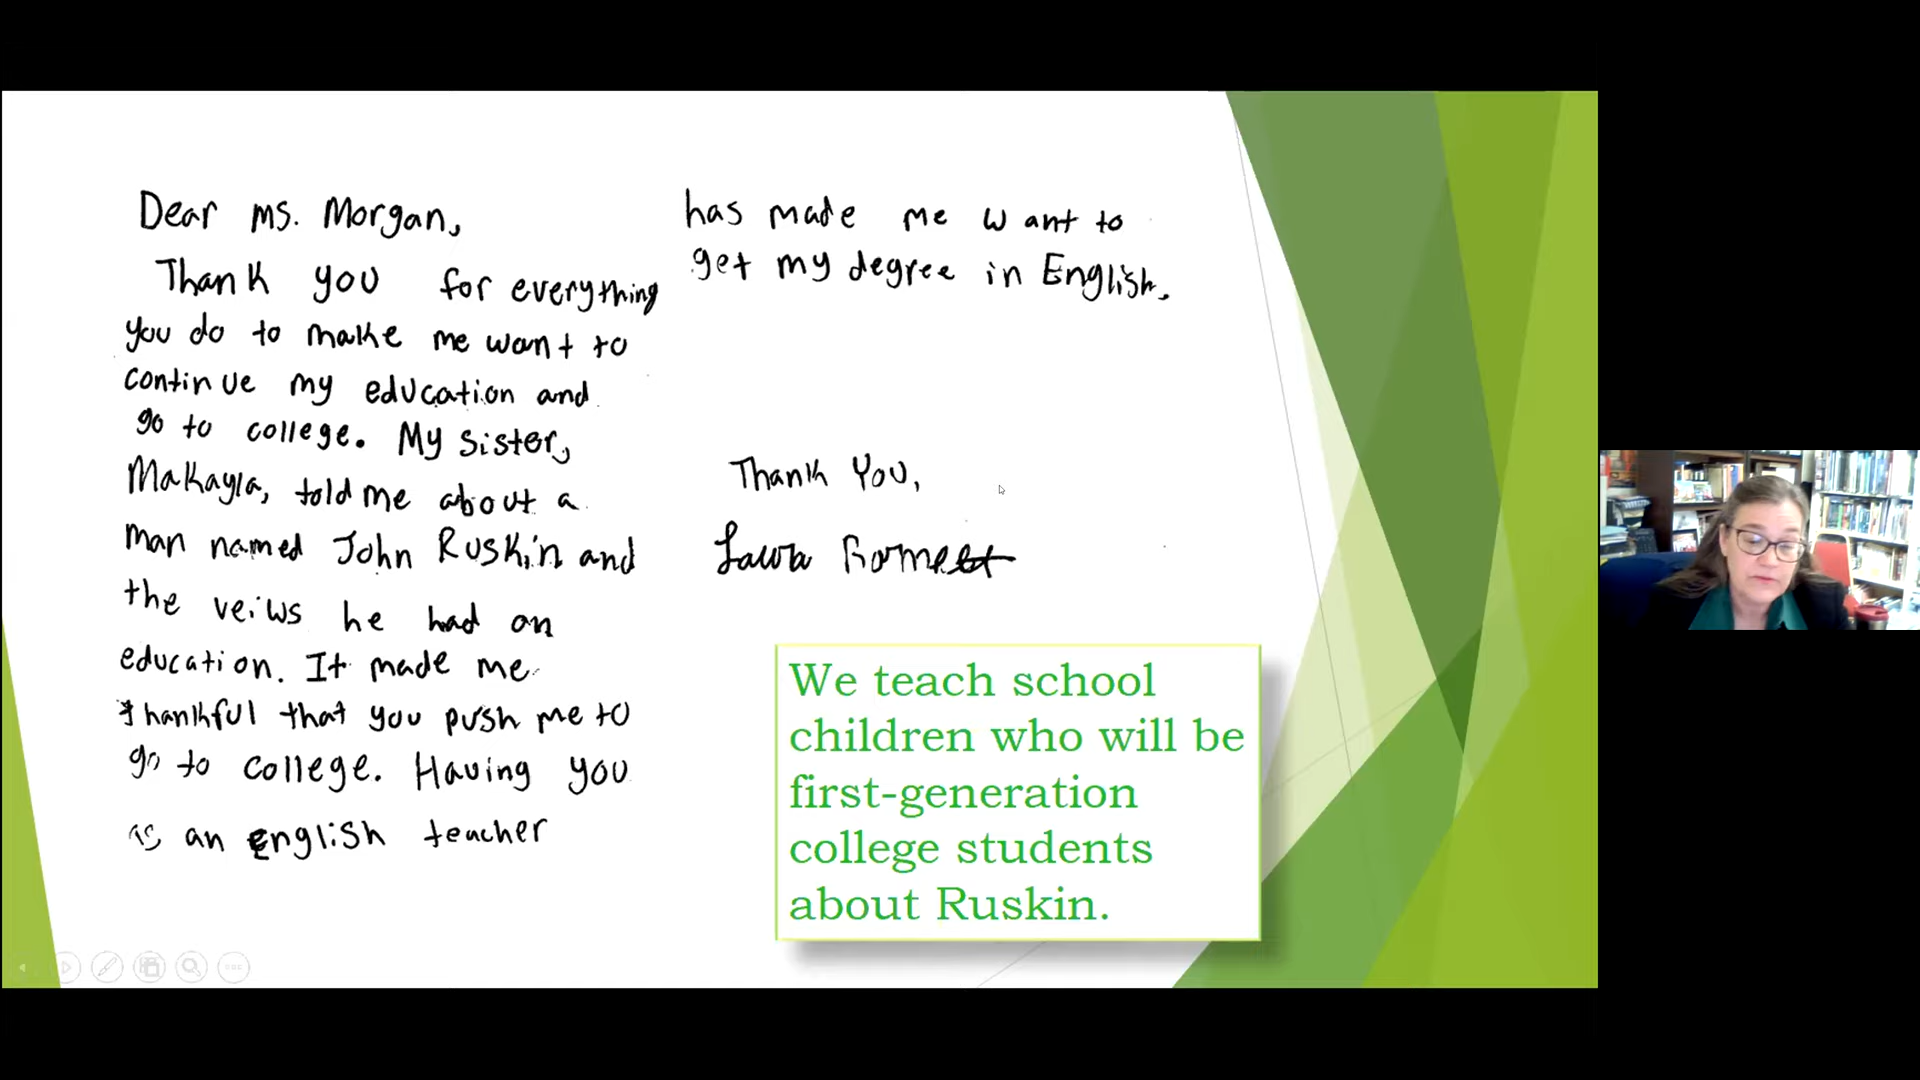 Dear ms. Morgan,
Thank you for everything
you do to make me want to
continue my education and
go to college. My sister,
Makayla, told me about a
man named John Ruskin and
the veiws he had on
education. It made me
thankful that you push me to
go to college. Having you
as an english teacher
has made me want to
get my degree in English.
Thank You,
We teach school
children who will be
first-generation
college students
about Ruskin.